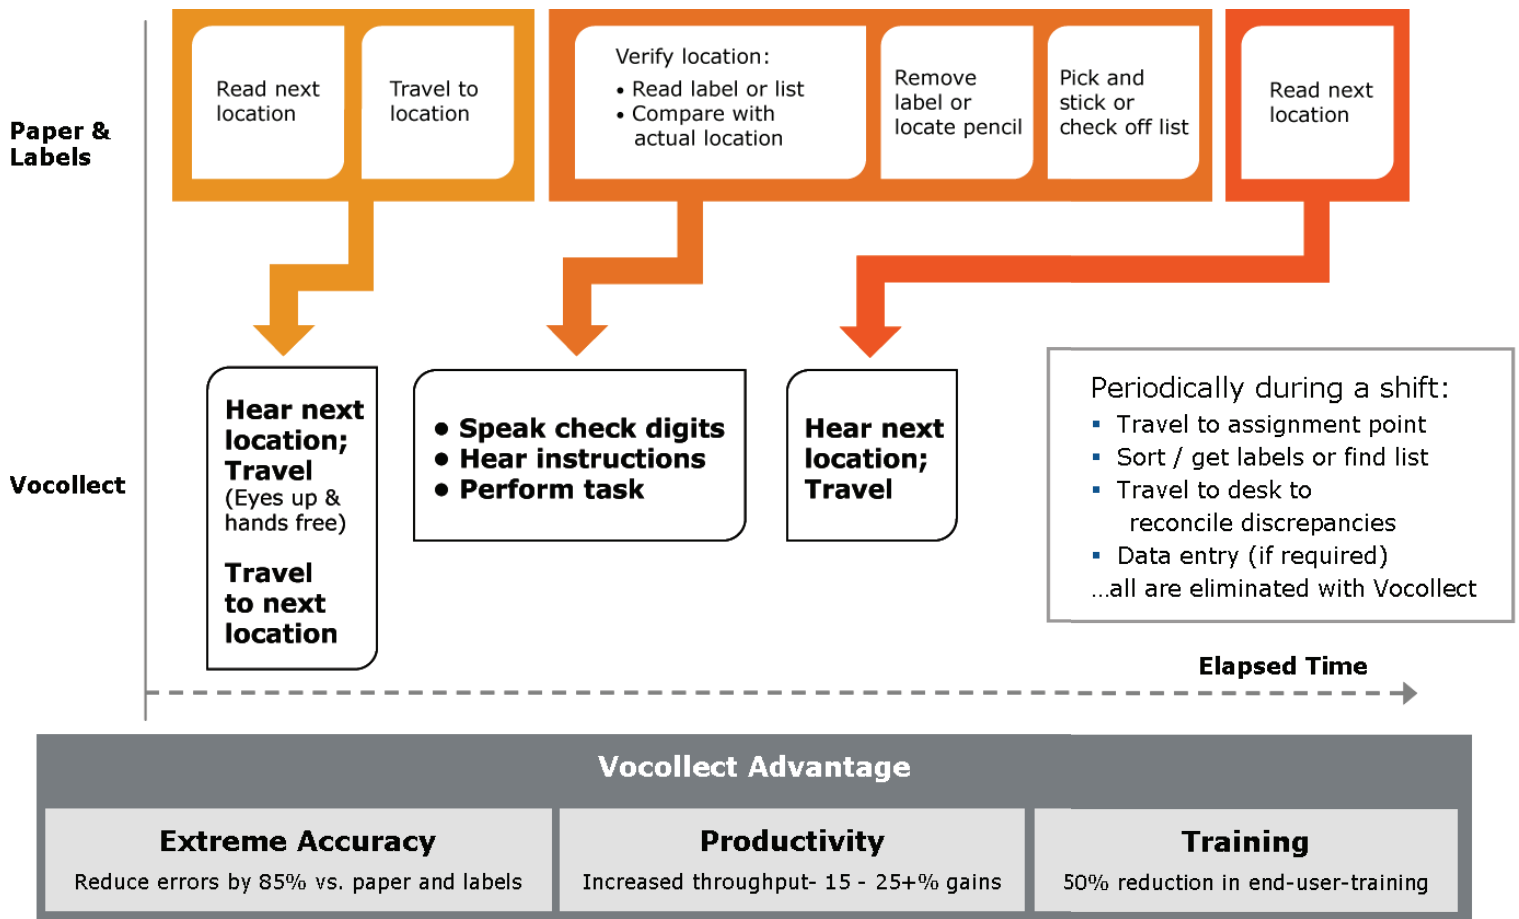 Paper &
Labels
Read next
location
Travel to
location
Verify location:
• Read label or list
• Compare with
actual location
Remove
label or
locate pencil
Pick and
stick or
check off list
Read next
location
Vocollect
Hear next
location;
Travel
(Eyes up &
hands free)
Travel
to next
location
• Speak check digits
• Hear instructions
• Perform task
Hear next
location;
Travel
Periodically during a shift:
▪ Travel to assignment point
▪ Sort / get labels or find list
▪ Travel to desk to
reconcile discrepancies
▪ Data entry (if required)
...all are eliminated with Vocollect
Elapsed Time
Vocollect Advantage
Extreme Accuracy
Reduce errors by 85% vs. paper and labels
Productivity
Increased throughput- 15 - 25+% gains
Training
50% reduction in end-user-training